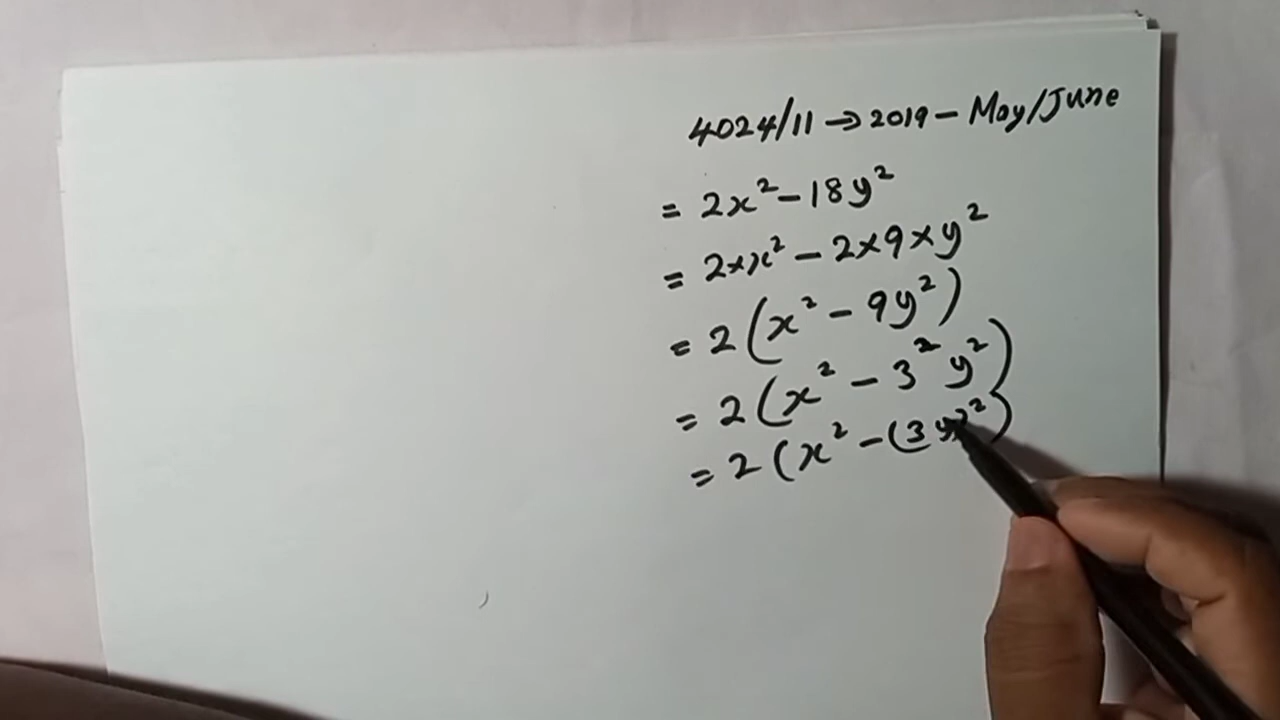 4024/11 → 2019 – May/June
= 2x² – 18y²
= 2×x² – 2×9×y²
= 2(x² – 9y²)
= 2(x² – 3²y²)
= 2(x² – (3y)²)